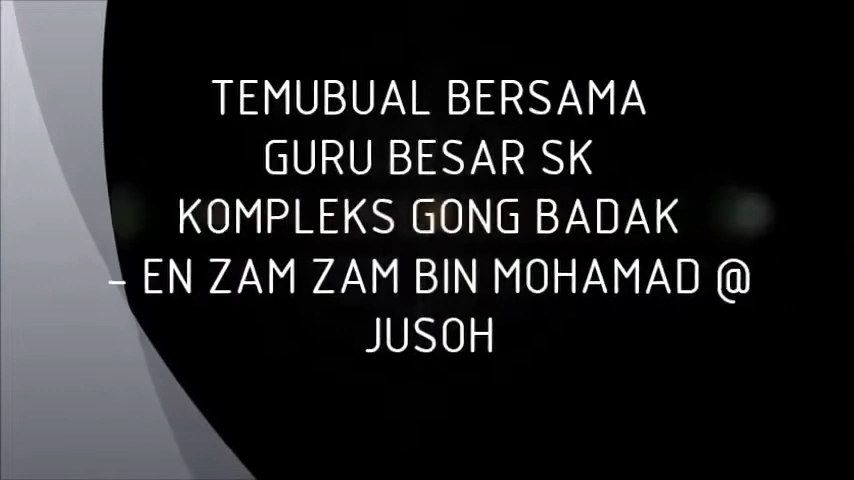 TEMUBUAL BERSAMA
GURU BESAR SK
KOMPLEKS GONG BADAK
– EN ZAM ZAM BIN MOHAMAD @
JUSOH